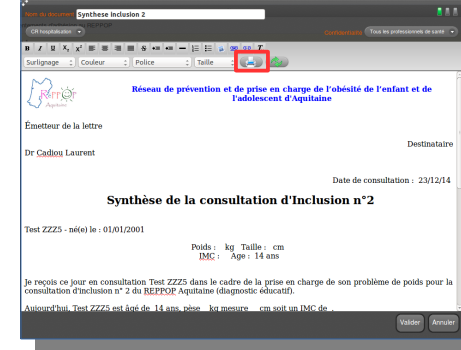 Nom du document Synthese inclusion 2
CR hospitalisation
Confidentialité Tous les professionnels de santé
Surlignage Couleur Police Taille
RéPPOP
Aquitaine
Réseau de prévention et de prise en charge de l'obésité de l'enfant et de
l'adolescent d'Aquitaine
Émetteur de la lettre
Destinataire
Dr Cadiou Laurent
Date de consultation : 23/12/14
Synthèse de la consultation d'Inclusion n°2
Test ZZZ5 - né(e) le : 01/01/2001
Poids : kg Taille : cm
IMC : Age : 14 ans
Je reçois ce jour en consultation Test ZZZ5 dans le cadre de la prise en charge de son problème de poids pour la
consultation d'inclusion n° 2 du REPPOP Aquitaine (diagnostic éducatif).
Aujourd'hui, Test ZZZ5 est âgé de 14 ans, pèse kg mesure cm soit un IMC de .
Valider Annuler